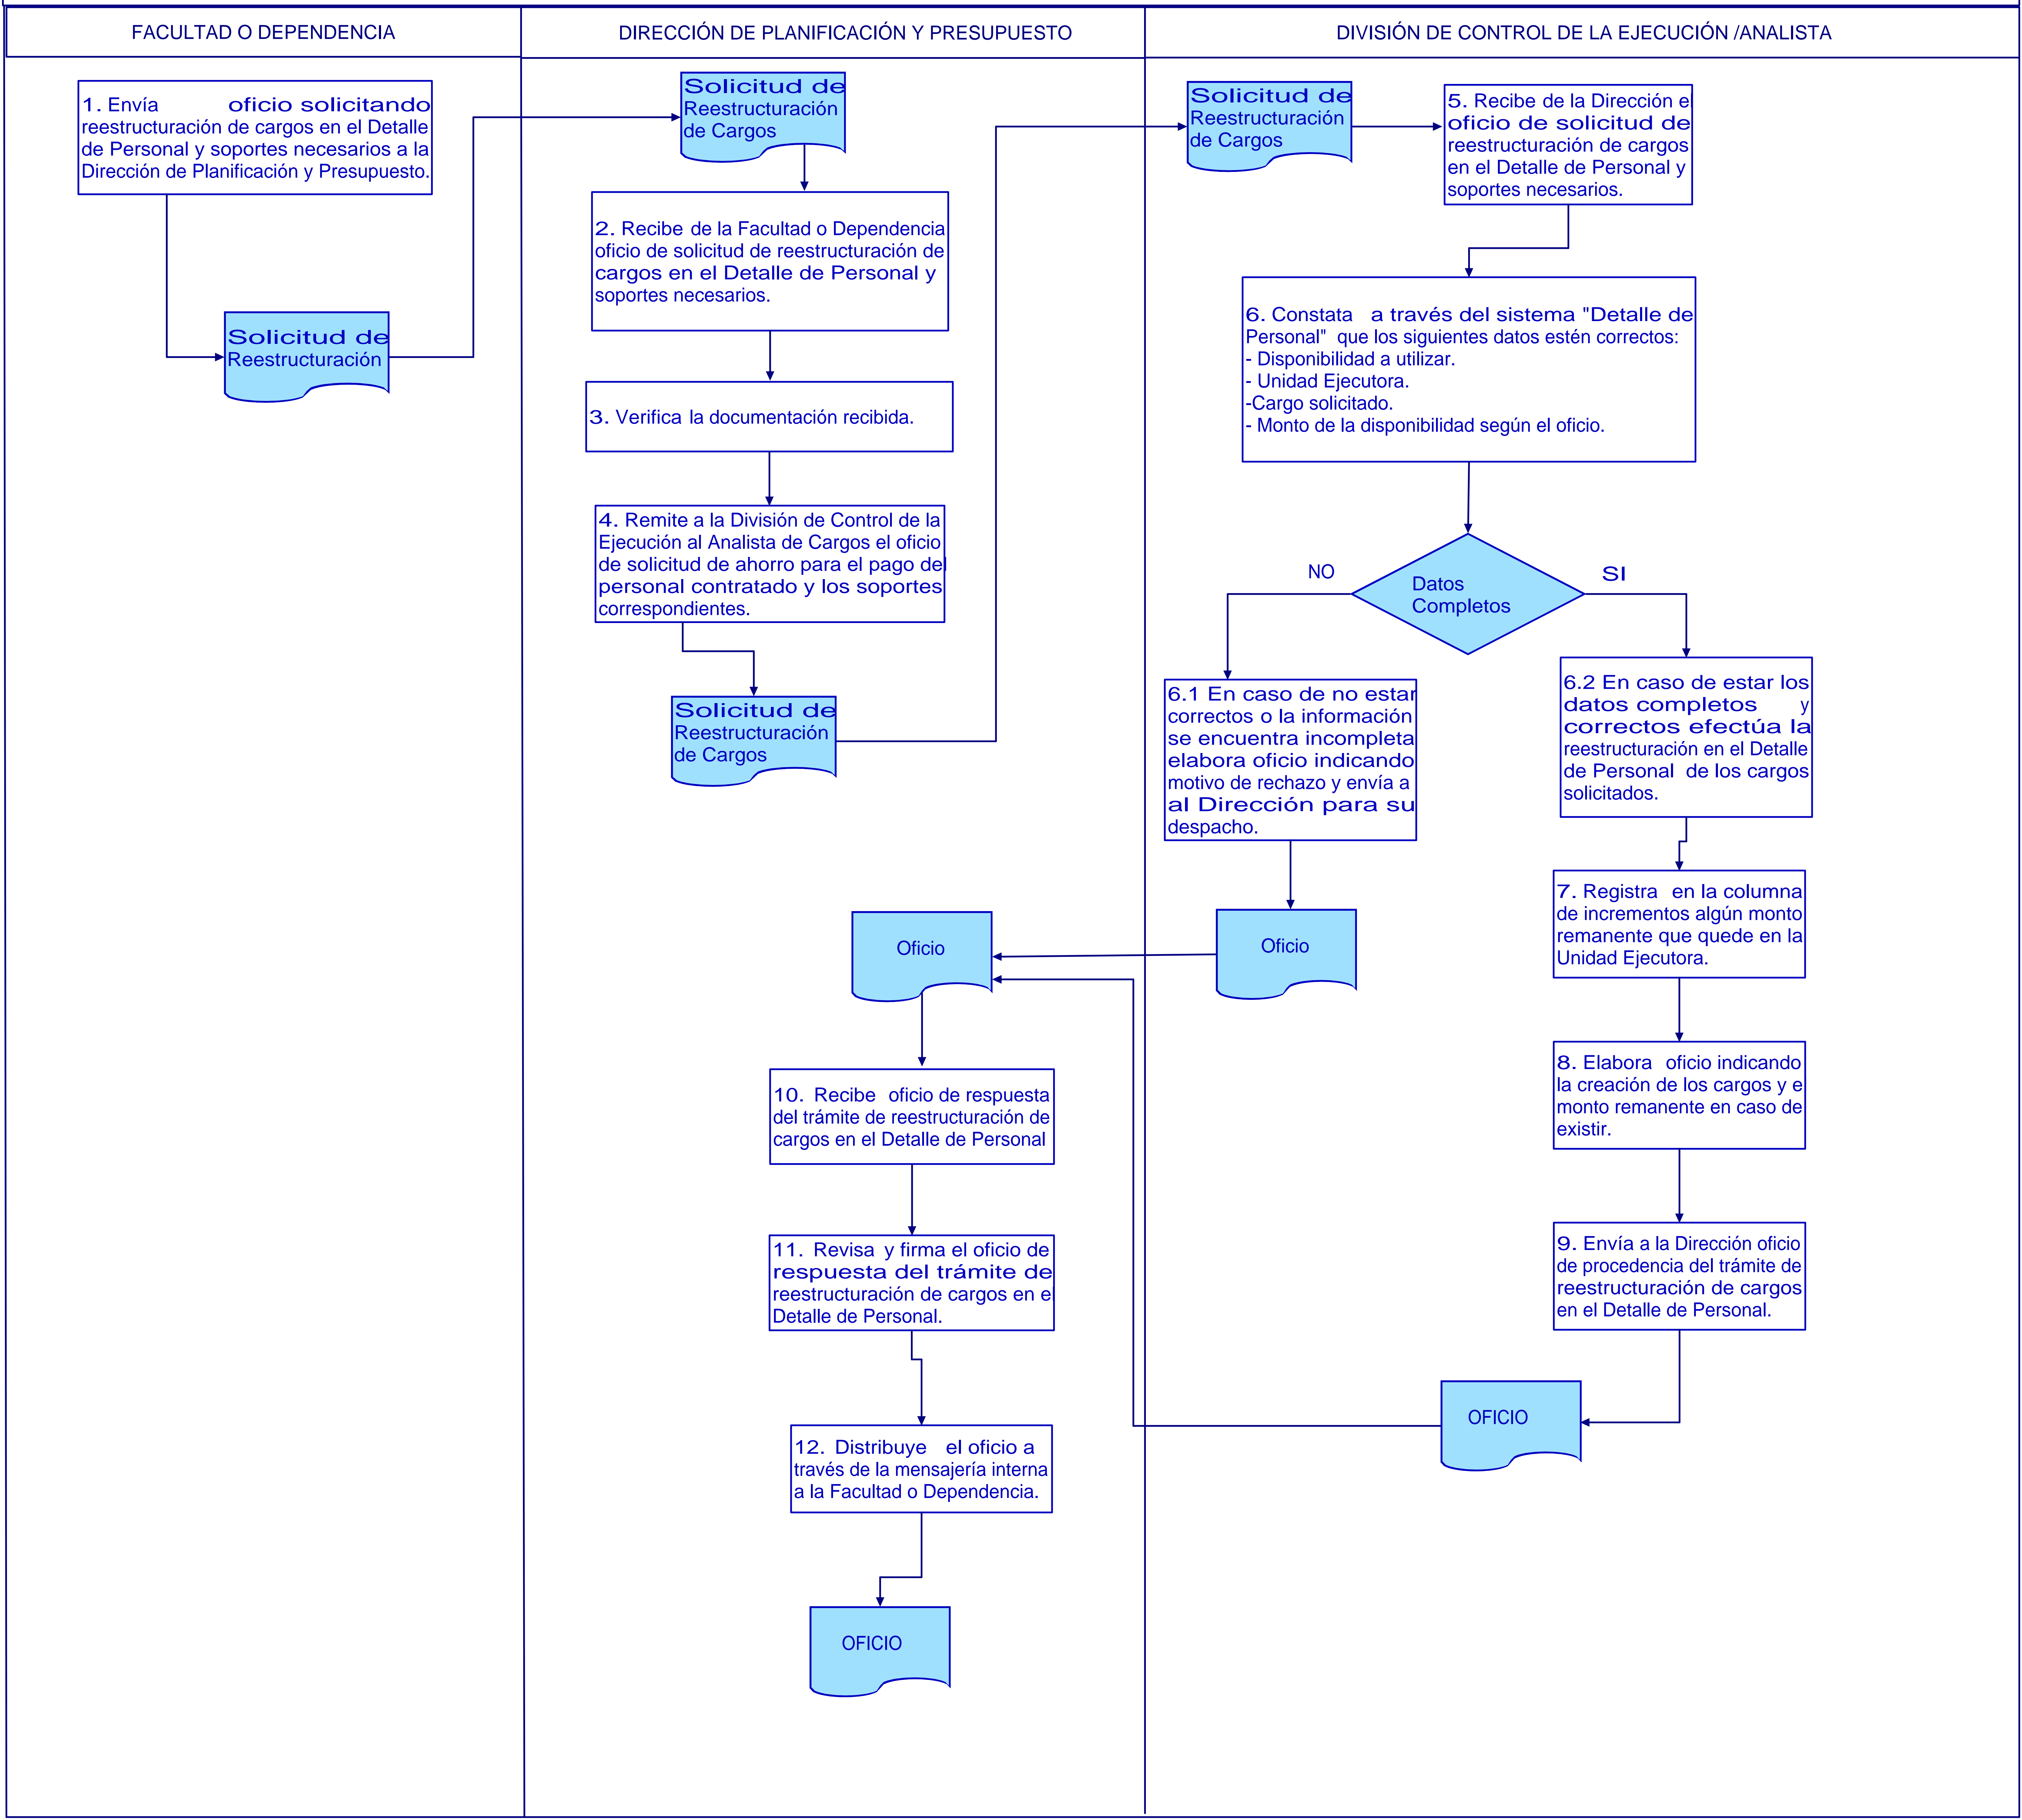 FACULTAD O DEPENDENCIA
DIRECCIÓN DE PLANIFICACIÓN Y PRESUPUESTO
DIVISIÓN DE CONTROL DE LA EJECUCIÓN /ANALISTA
1. Envía oficio solicitando
reestructuración de cargos en el Detalle
de Personal y soportes necesarios a la
Dirección de Planificación y Presupuesto.
Solicitud de
Reestructuración
Solicitud de
Reestructuración
de Cargos
2. Recibe de la Facultad o Dependencia
oficio de solicitud de reestructuración de
cargos en el Detalle de Personal y
soportes necesarios.
3. Verifica la documentación recibida.
4. Remite a la División de Control de la
Ejecución al Analista de Cargos el oficio
de solicitud de ahorro para el pago del
personal contratado y los soportes
correspondientes.
Solicitud de
Reestructuración
de Cargos
Solicitud de
Reestructuración
de Cargos
5. Recibe de la Dirección el
oficio de solicitud de
reestructuración de cargos
en el Detalle de Personal y
soportes necesarios.
6. Constata a través del sistema "Detalle de
Personal" que los siguientes datos estén correctos:
- Disponibilidad a utilizar.
- Unidad Ejecutora.
-Cargo solicitado.
- Monto de la disponibilidad según el oficio.
NO
Datos
Completos
SI
6.1 En caso de no estar
correctos o la información
se encuentra incompleta
elabora oficio indicando
motivo de rechazo y envía a
al Dirección para su
despacho.
6.2 En caso de estar los
datos completos y
correctos efectúa la
reestructuración en el Detalle
de Personal de los cargos
solicitados.
7. Registra en la columna
de incrementos algún monto
remanente que quede en la
Unidad Ejecutora.
Oficio
Oficio
8. Elabora oficio indicando
la creación de los cargos y e
monto remanente en caso de
existir.
9. Envía a la Dirección oficio
de procedencia del trámite de
reestructuración de cargos
en el Detalle de Personal.
OFICIO
10. Recibe oficio de respuesta
del trámite de reestructuración de
cargos en el Detalle de Personal
11. Revisa y firma el oficio de
respuesta del trámite de
reestructuración de cargos en el
Detalle de Personal.
12. Distribuye el oficio a
través de la mensajería interna
a la Facultad o Dependencia.
OFICIO